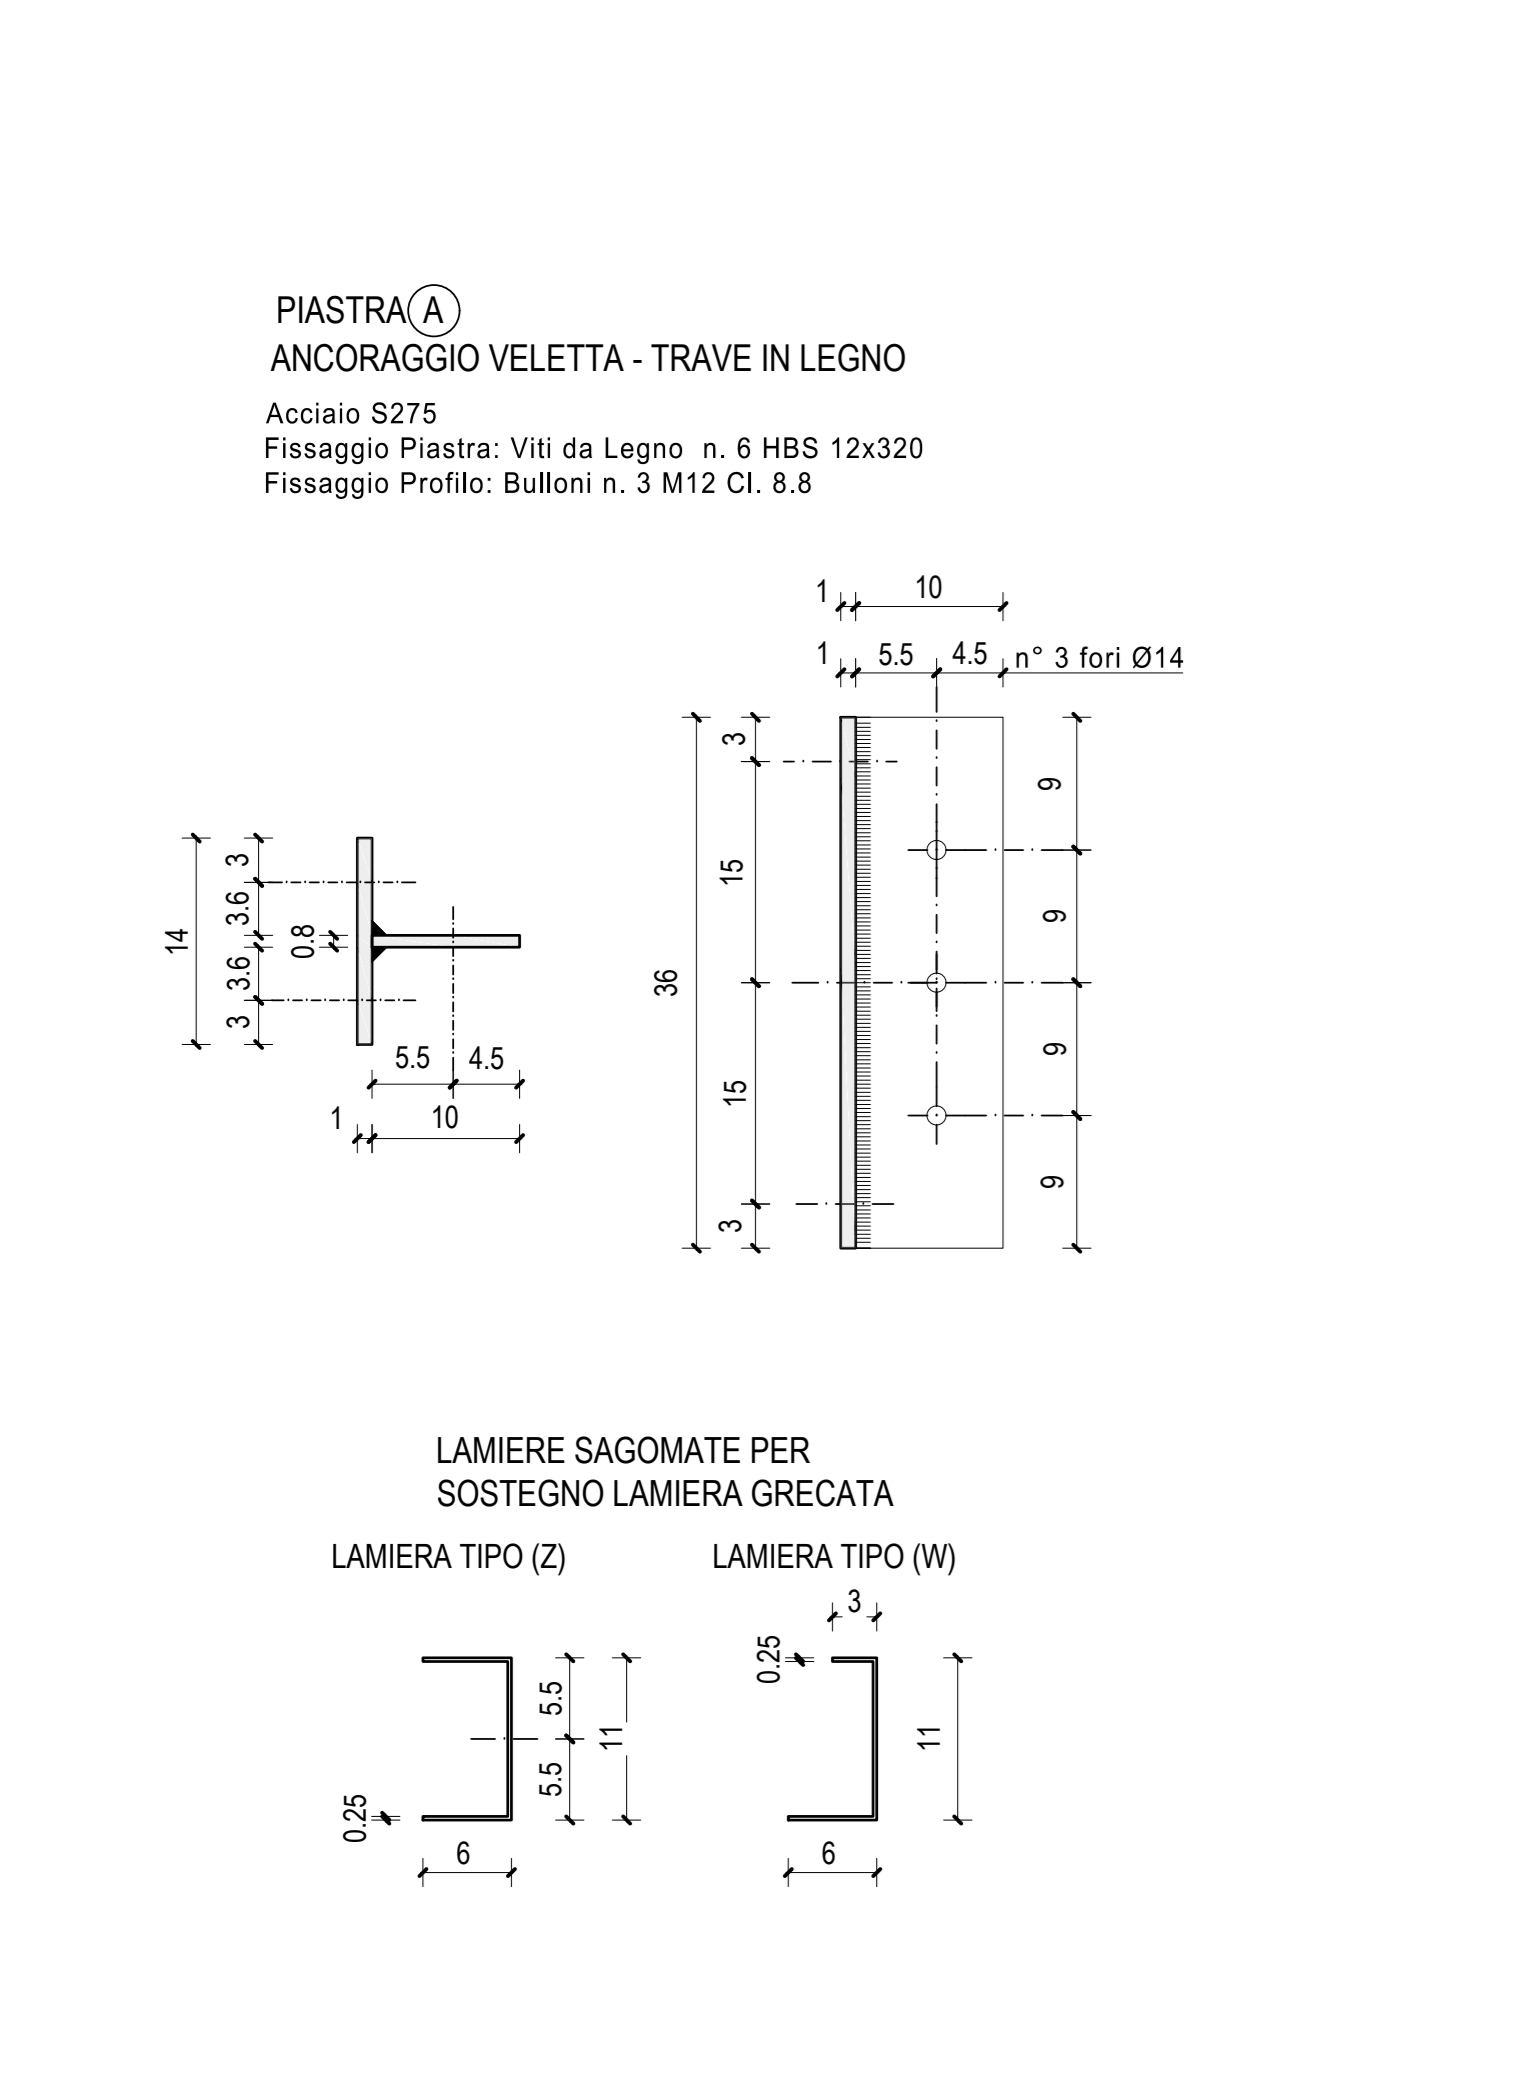 PIASTRA A
ANCORAGGIO VELETTA - TRAVE IN LEGNO
Acciaio S275
Fissaggio Piastra: Viti da Legno n. 6 HBS 12x320
Fissaggio Profilo: Bulloni n. 3 M12 Cl. 8.8
1 10
1 5.5 4.5 n° 3 fori Ø14
3
15
36
15
3
9
9
9
9
14
3
3.6
0.8
3.6
3
5.5 4.5
1 10
LAMIERE SAGOMATE PER
SOSTEGNO LAMIERA GRECATA
LAMIERA TIPO (Z)
5.5
5.5
11
0.25
6
LAMIERA TIPO (W)
3
0.25
11
6